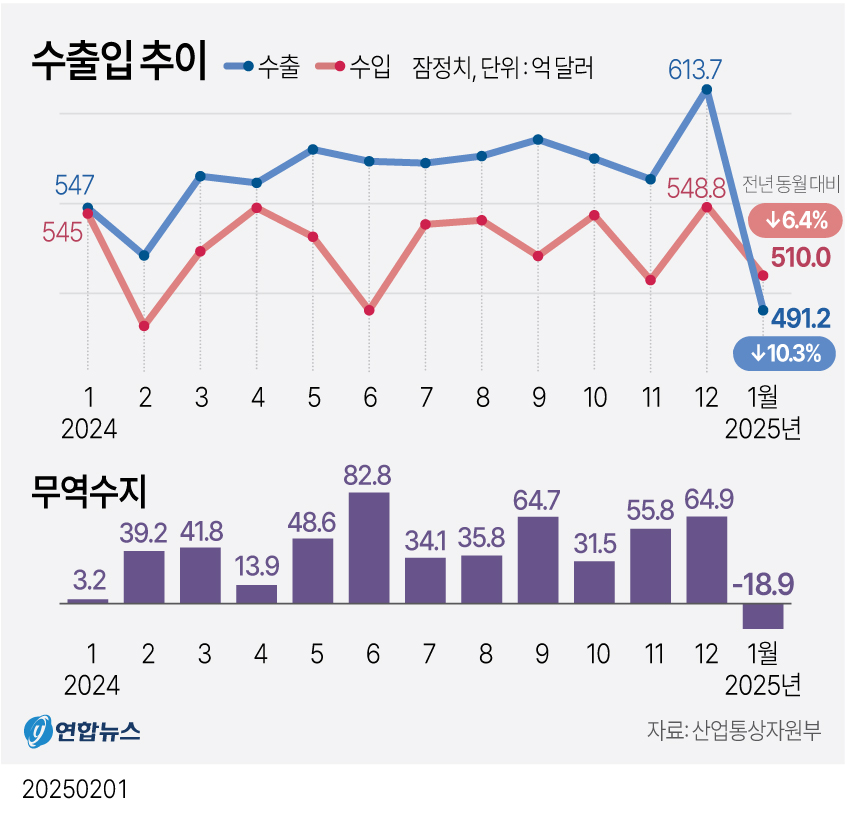 수출입 추이 수출 수입 잠정치, 단위 : 억 달러
613.7
547
545
548.8
전년 동월 대비
↓6.4%
510.0
491.2
↓10.3%
1 2 3 4 5 6 7 8 9 10 11 12 1월
2024 2025년
무역수지
3.2 39.2 41.8 13.9 48.6 82.8 34.1 35.8 64.7 31.5 55.8 64.9 -18.9
1 2 3 4 5 6 7 8 9 10 11 12 1월
2024 2025년
y 연합뉴스 자료: 산업통상자원부
20250201